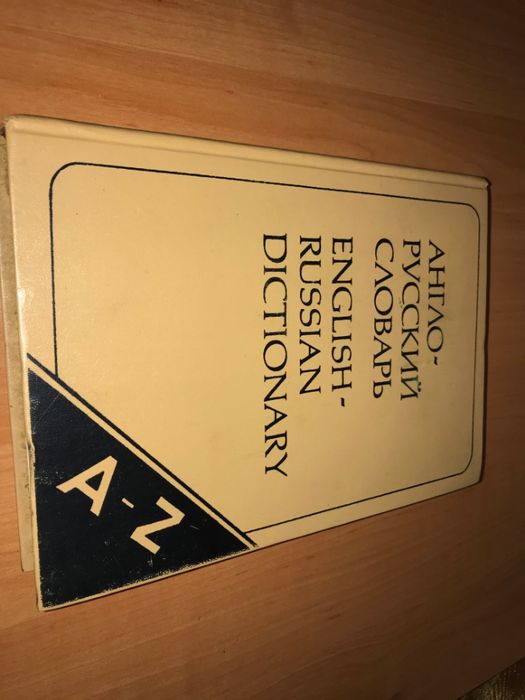 АНГЛО-
РУССКИЙ
СЛОВАРЬ
ENGLISH-
RUSSIAN
DICTIONARY
A-Z